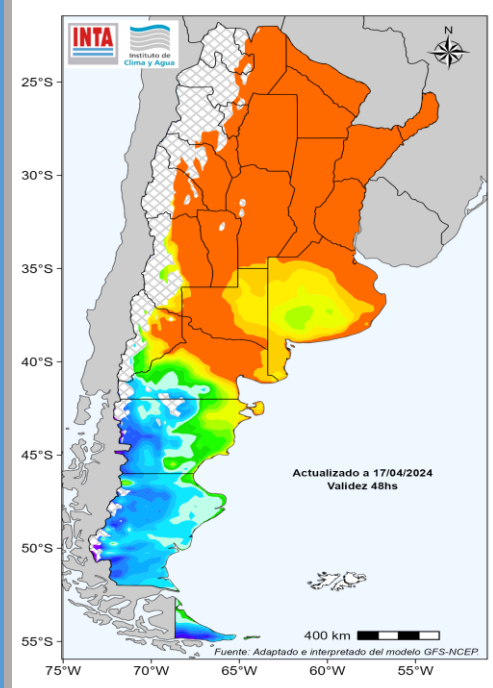 INTA
Instituto de
Clima y Agua
N
25°S
30°S
35°S
40°S
45°S
Actualizado a 17/04/2024
Validez 48hs
50°S
55°S
400 km
Fuente: Adaptado e interpretado del modelo GFS-NCEP.
75°W
70°W
65°W
60°W
55°W